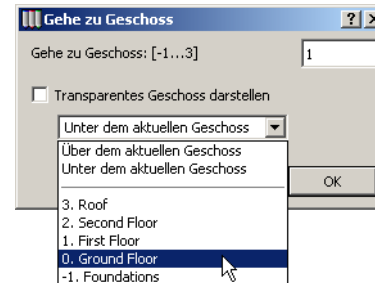 Gehe zu Geschoss
Gehe zu Geschoss: [-1...3]
1
Transparentes Geschoss darstellen
Unter dem aktuellen Geschoss
Über dem aktuellen Geschoss
Unter dem aktuellen Geschoss
OK
3. Roof
2. Second Floor
1. First Floor
0. Ground Floor
-1. Foundations